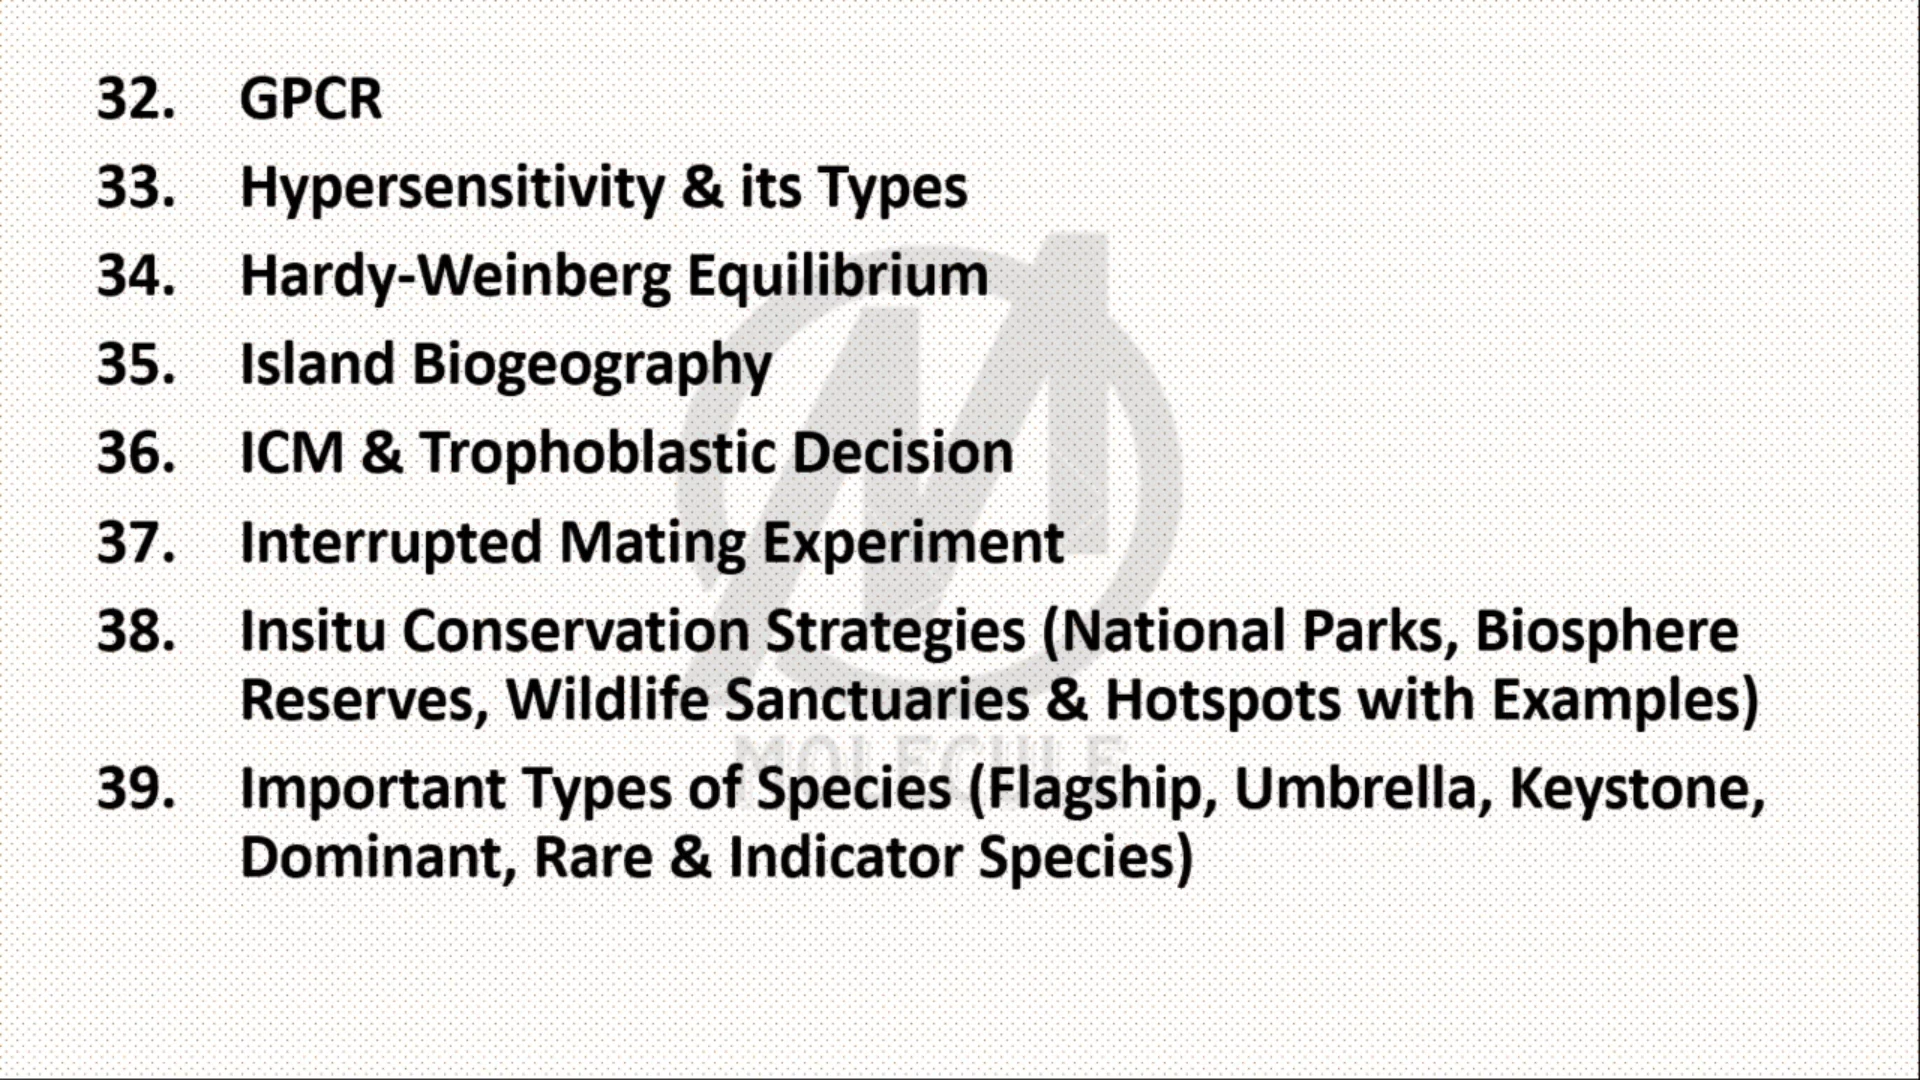 32. GPCR
33. Hypersensitivity & its Types
34. Hardy-Weinberg Equilibrium
35. Island Biogeography
36. ICM & Trophoblastic Decision
37. Interrupted Mating Experiment
38. Insitu Conservation Strategies (National Parks, Biosphere
Reserves, Wildlife Sanctuaries & Hotspots with Examples)
MOLECULE
39. Important Types of Species (Flagship, Umbrella, Keystone,
Dominant, Rare & Indicator Species)